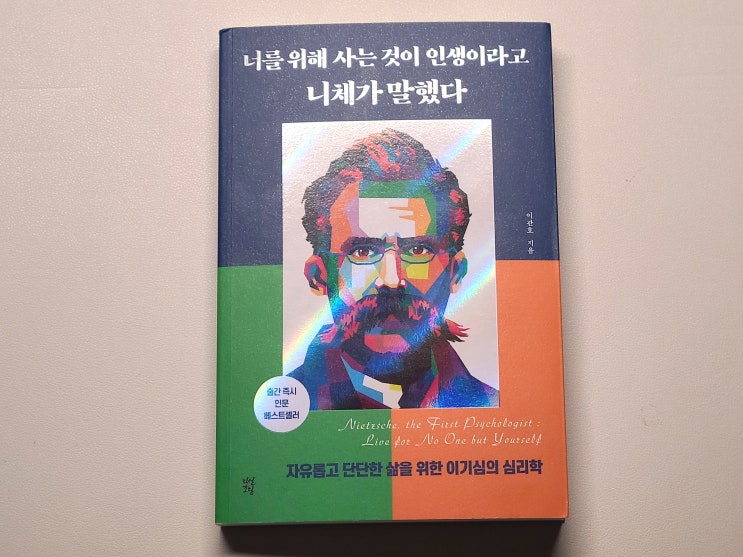 너를 위해 사는 것이 인생이라고
니체가 말했다
이관호 지음
출간 즉시
인문
베스트셀러
Nietzsche, the First Psychologist :
Live for No One but Yourself
자유롭고 단단한 삶을 위한 이기심의 심리학